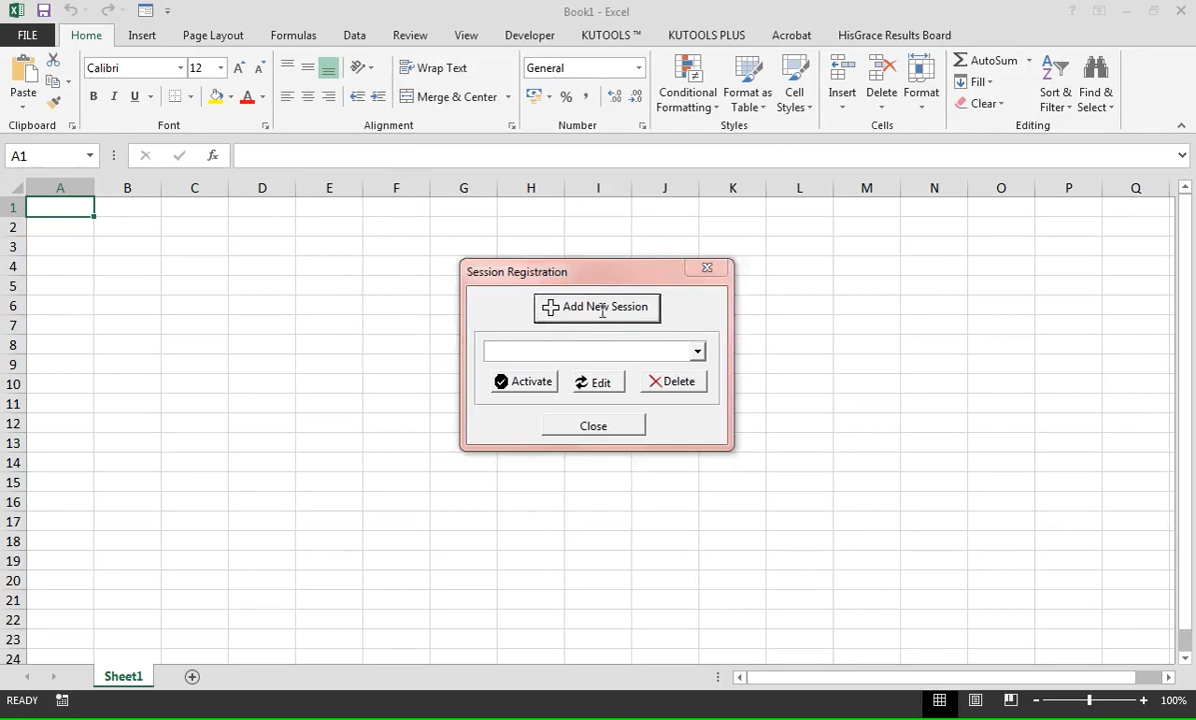 Book1 - Excel
?
FILE Home Insert Page Layout Formulas Data Review View Developer KUTOOLS ™ KUTOOLS PLUS Acrobat HisGrace Results Board
Paste
Calibri 12 A A
B I U A
Wrap Text
Merge & Center
General
% , .0 .00
Conditional Formatting
Format as Table
Cell Styles
Insert Delete Format
AutoSum
Fill
Clear
Sort & Filter
Find & Select
Clipboard Font Alignment Number Styles Cells Editing
A1 fx
A B C D E F G H I J K L M N O P Q
1
2
3
4
5
6
7
8
9
10
11
12
13
14
15
16
17
18
19
20
21
22
23
24
Session Registration
Add New Session
Activate Edit Delete
Close
Sheet1
READY 100%